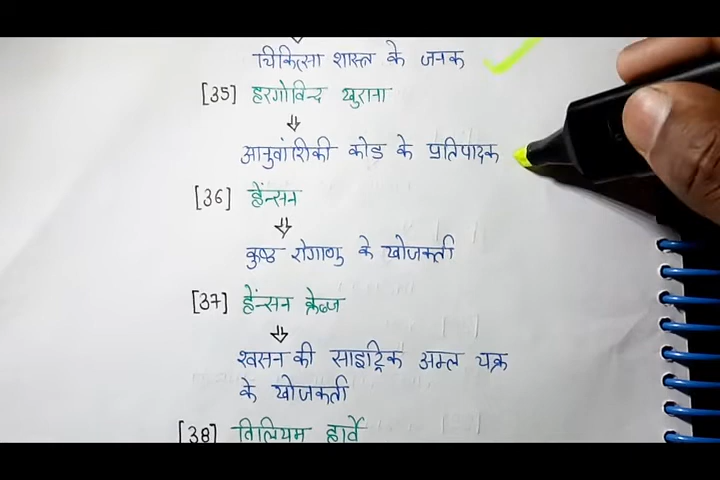 चिकित्सा शास्त्र के जनक
[35] हरगोविन्द खुराना
आनुवांशिकी कोड के प्रतिपादक
[36] हेंन्सन
कुष्ठ रोगाणु के खोजकर्ता
[37] हेंन्सन क्रेब्ज
श्वसन की साइट्रिक अम्ल चक्र
के खोजकर्ता
[38] विलियम हार्वे